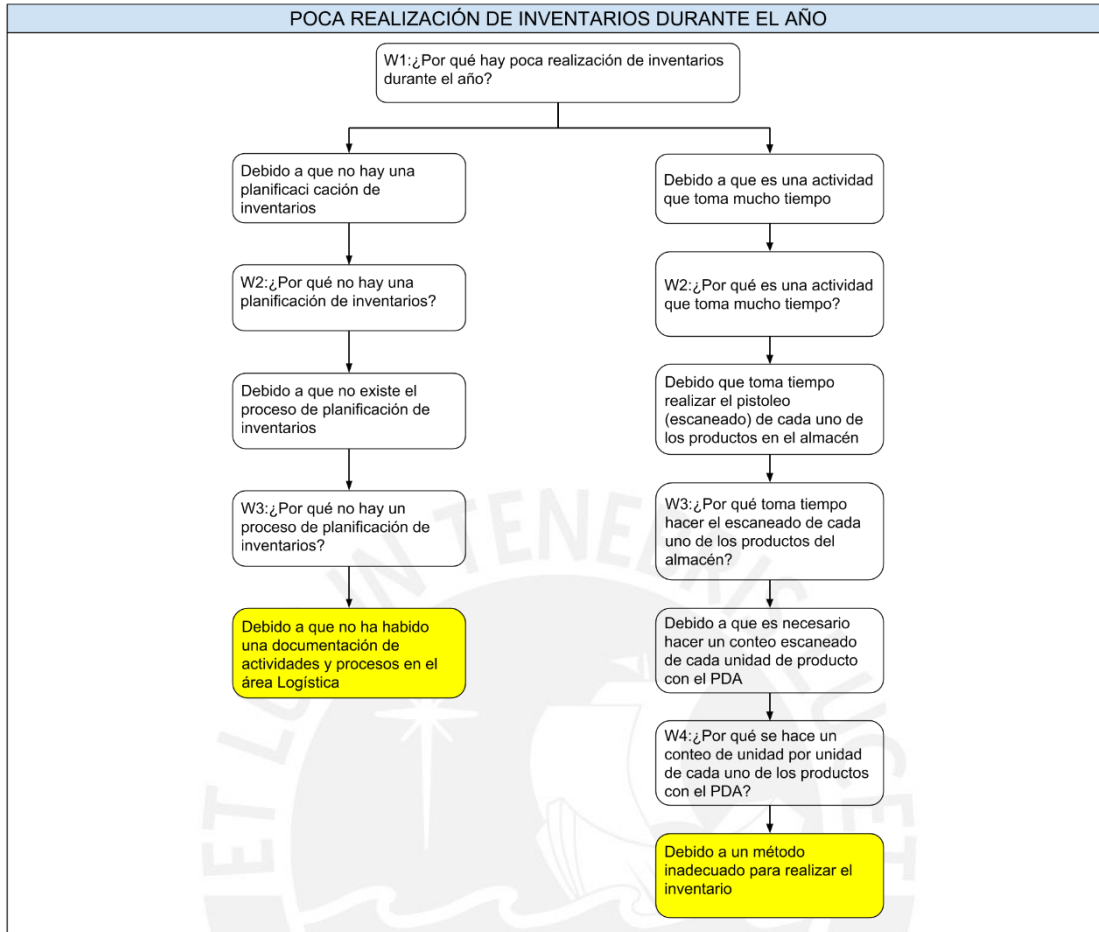 POCA REALIZACIÓN DE INVENTARIOS DURANTE EL AÑO
W1:¿Por qué hay poca realización de inventarios
durante el año?
Debido a que no hay una
planificaci cación de
inventarios
W2:¿Por qué no hay una
planificación de inventarios?
Debido a que no existe el
proceso de planificación de
inventarios
W3:¿Por qué no hay un
proceso de planificación de
inventarios?
Debido a que no ha habido
una documentación de
actividades y procesos en el
área Logística
Debido a que es una actividad
que toma mucho tiempo
W2:¿Por qué es una actividad
que toma mucho tiempo?
Debido que toma tiempo
realizar el pistoleo
(escaneado) de cada uno de
los productos en el almacén
W3:¿Por qué toma tiempo
hacer el escaneado de cada
uno de los productos del
almacén?
Debido a que es necesario
hacer un conteo escaneado
de cada unidad de producto
con el PDA
W4:¿Por qué se hace un
conteo de unidad por unidad
de cada uno de los productos
con el PDA?
Debido a un método
inadecuado para realizar el
inventario
ET LUX IN TENEBRIS LUCET